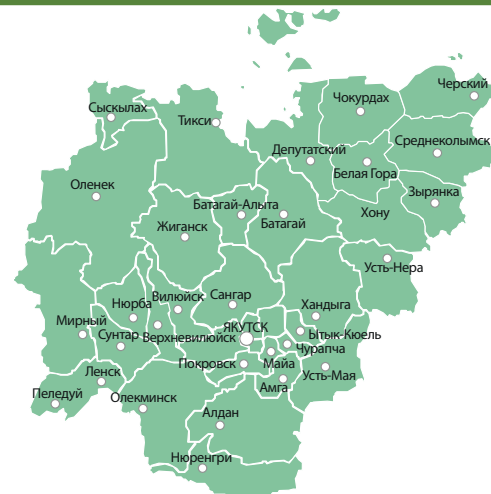 Черский
Чокурдах
Сыскылах
Тикси
Среднеколымск
Депутатский
Белая Гора
Оленек
Зырянка
Батагай-Алыта
Хону
Батагай
Жиганск
Усть-Нера
Сангар
Вилюйск
Нюрба
Хандыга
Мирный
ЯКУТСК
Сунтар
Верхневилюйск
Ытык-Кюель
Чурапча
Покровск
Майя
Ленск
Усть-Мая
Амга
Пеледуй
Олекминск
Алдан
Нюренгри